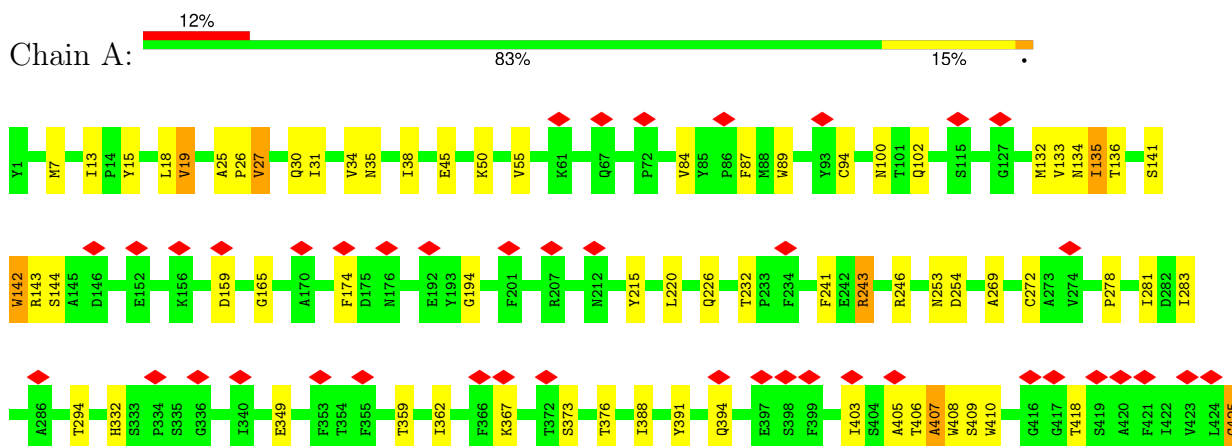 12%
Chain A:
83% 15% •
Y1 M7 I13 P14 Y15 L18 V19 A25 P26 V27 Q30 I31 V34 N35 I38 E45 K50 V55 K61 Q67 P72 V84 Y85 P86 F87 M88 W89 Y93 C94 N100 T101 Q102 S115 G127 M132 V133 N134 I135 T136 S141
W142 R143 S144 A145 D146 E152 K156 D159 G165 A170 F174 D175 N176 E192 Y193 G194 F201 R207 N212 Y215 L220 Q226 T232 P233 F234 F241 E242 R243 R246 N253 D254 A269 C272 A273 V274 P278 I281 D282 I283
A286 T294 H332 S333 P334 S335 G336 I340 E349 F353 T354 F355 T359 I362 F366 K367 T372 S373 T376 I388 Y391 Q394 E397 S398 F399 I403 S404 A405 T406 A407 W408 S409 W410 G416 G417 T418 S419 A420 F421 I422 V423 L424